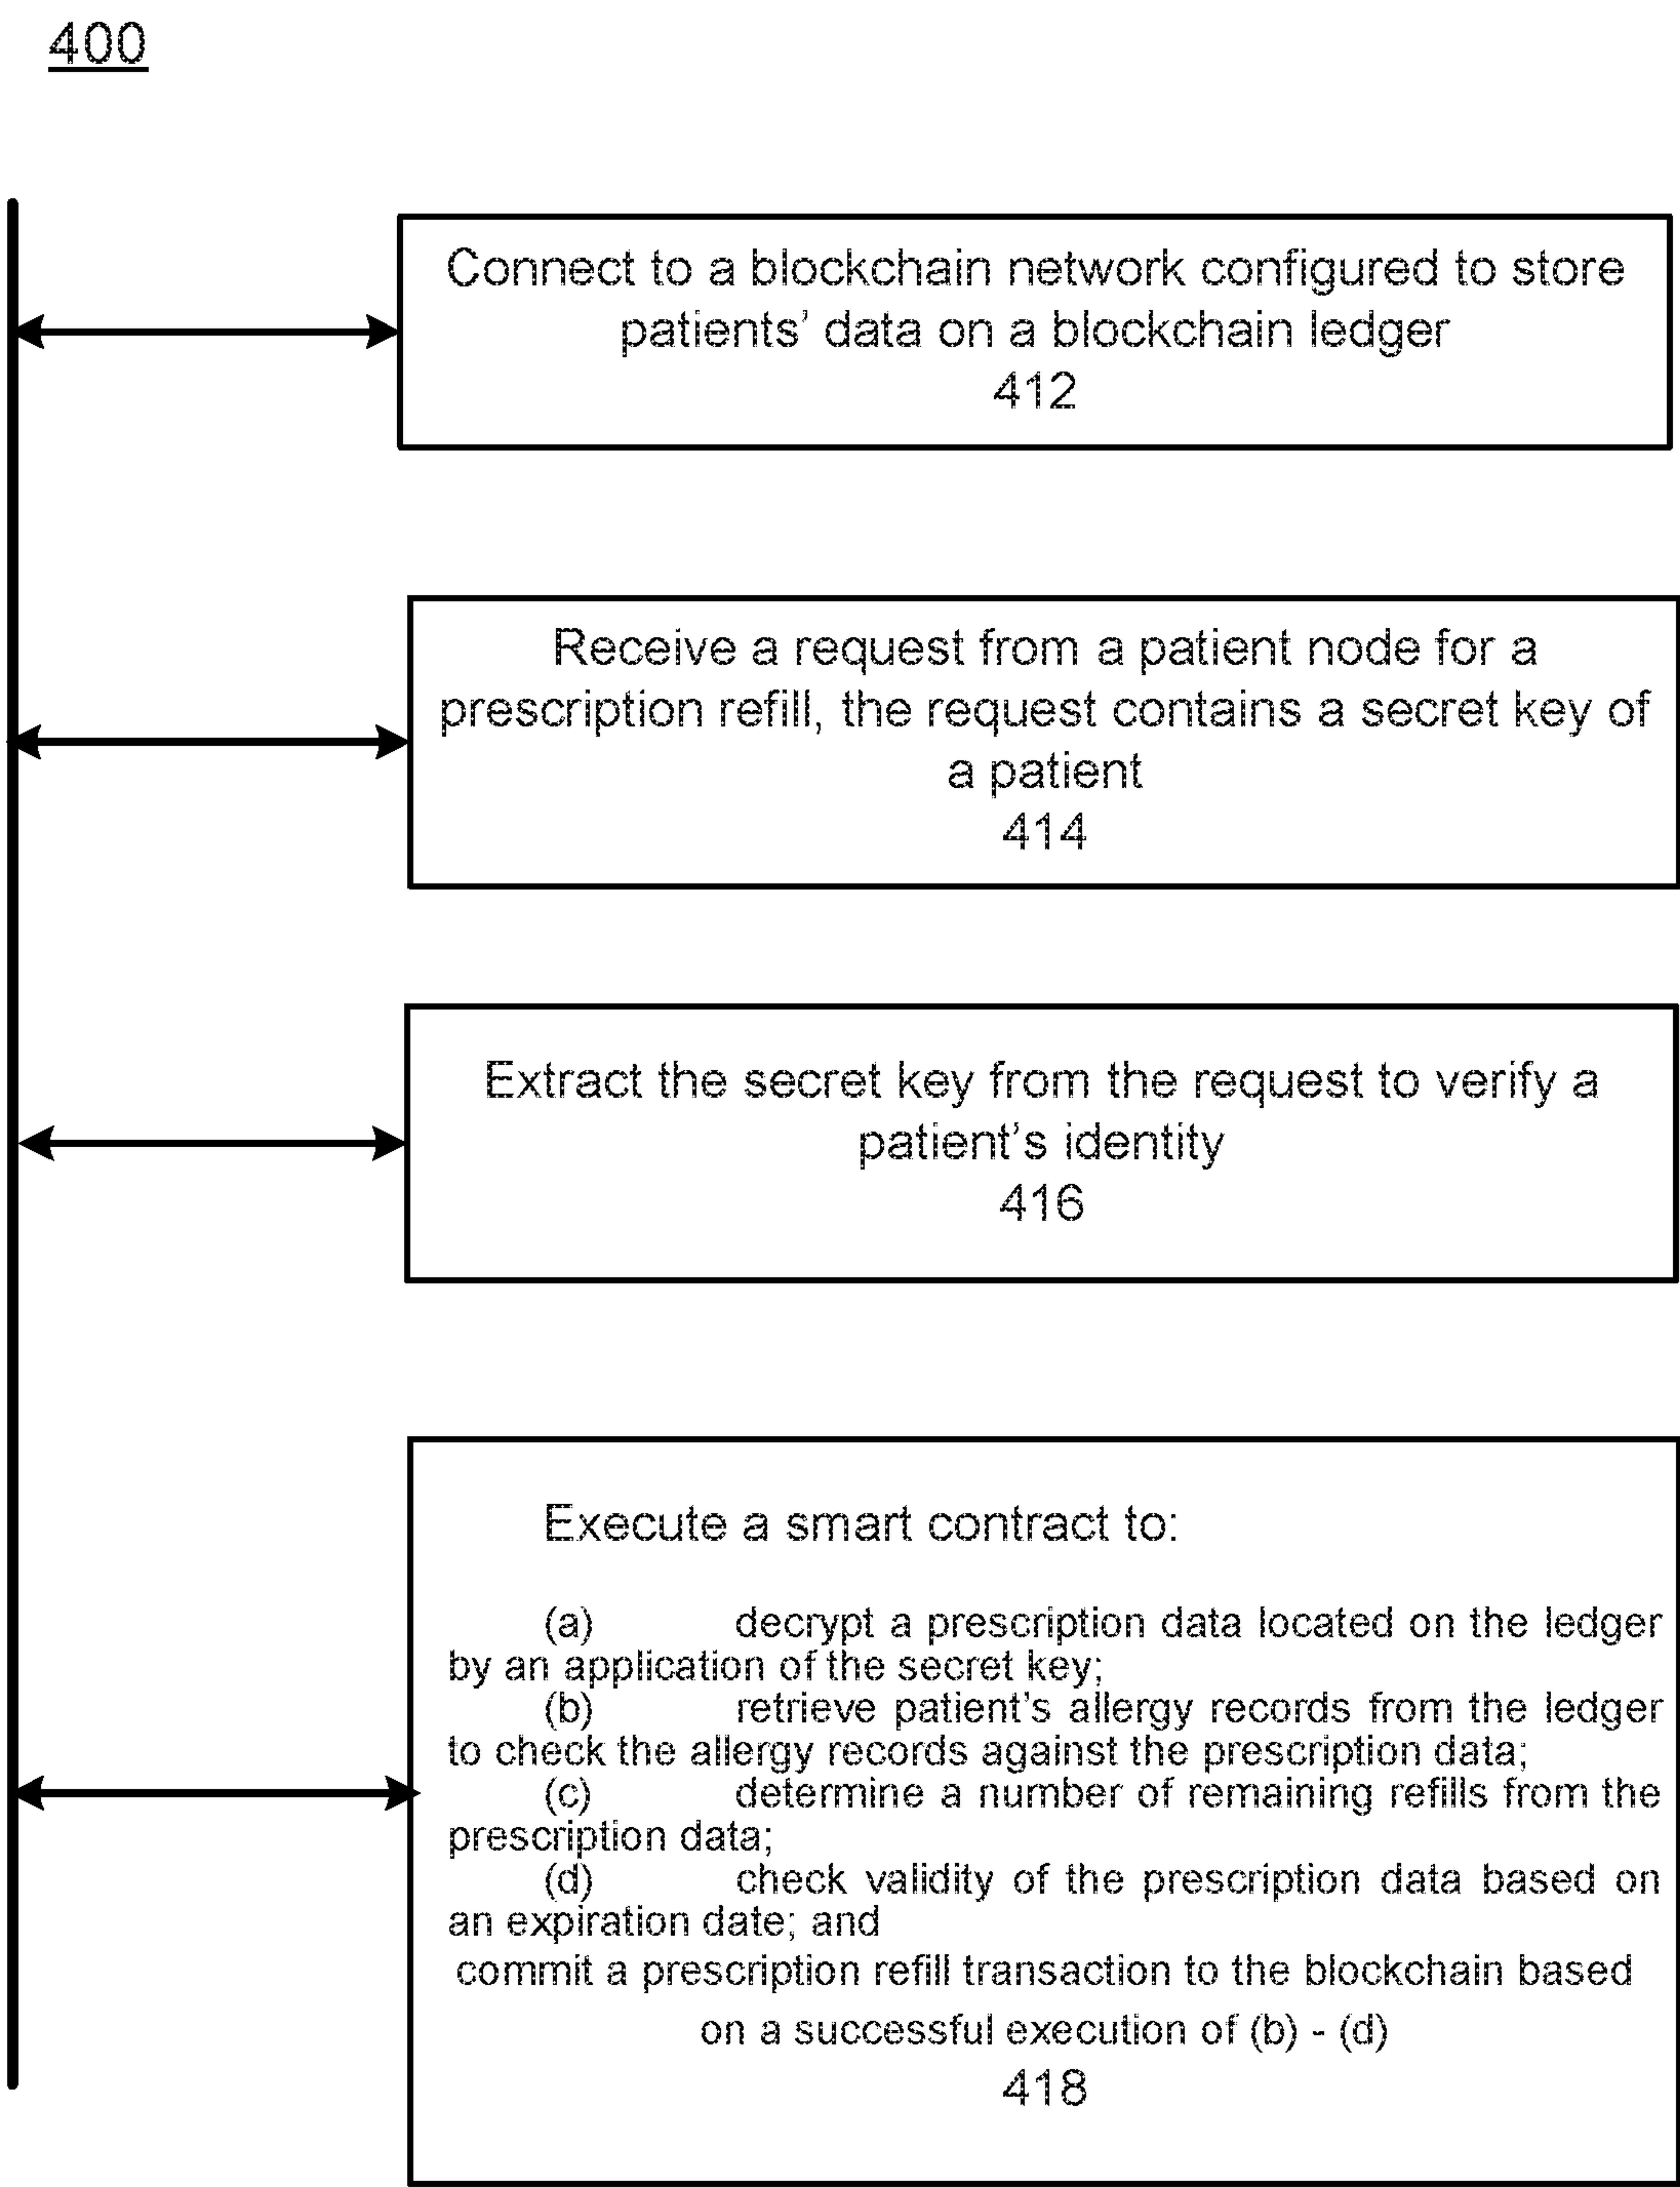 400
Connect to a blockchain network configured to store
patients’ data on a blockchain ledger
412
Receive a request from a patient node for a
prescription refill, the request contains a secret key of
a patient
414
Extract the secret key from the request to verify a
patient’s identity
416
Execute a smart contract to:
(a) decrypt a prescription data located on the ledger
by an application of the secret key;
(b) retrieve patient’s allergy records from the ledger
to check the allergy records against the prescription data;
(c) determine a number of remaining refills from the
prescription data;
(d) check validity of the prescription data based on
an expiration date; and
commit a prescription refill transaction to the blockchain based
on a successful execution of (b) - (d)
418